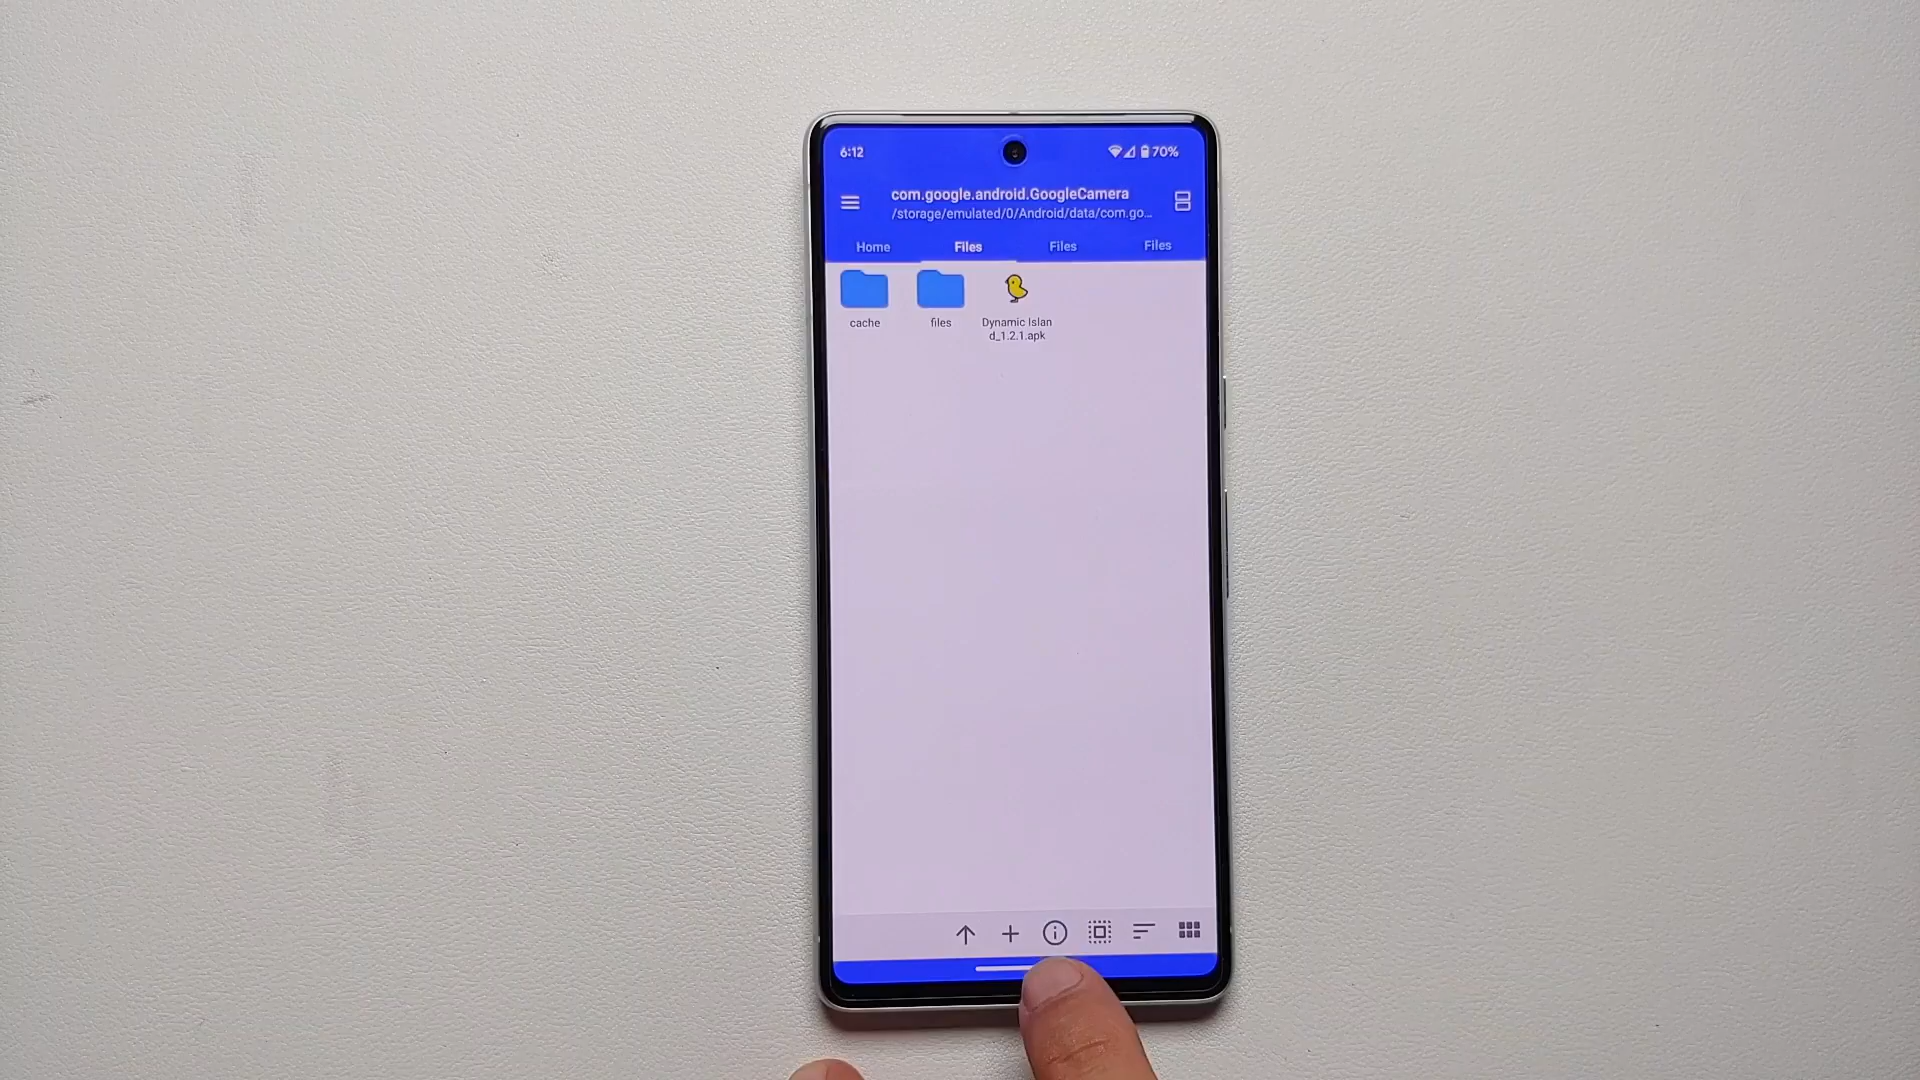 6:12
70%
com.google.android.GoogleCamera
/storage/emulated/0/Android/data/com.go...
Home
Files
Files
Files
cache
files
Dynamic Islan
d_1.2.1.apk